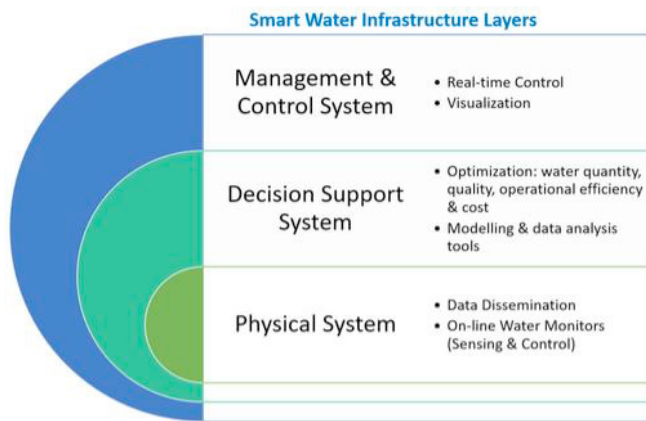 Smart Water Infrastructure Layers
Management &
Control System
• Real-time Control
• Visualization
Decision Support
System
• Optimization: water quantity,
quality, operational efficiency
& cost
• Modelling & data analysis
tools
Physical System
• Data Dissemination
• On-line Water Monitors
(Sensing & Control)